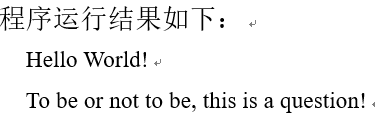 程序运行结果如下：
Hello World!
To be or not to be, this is a question!